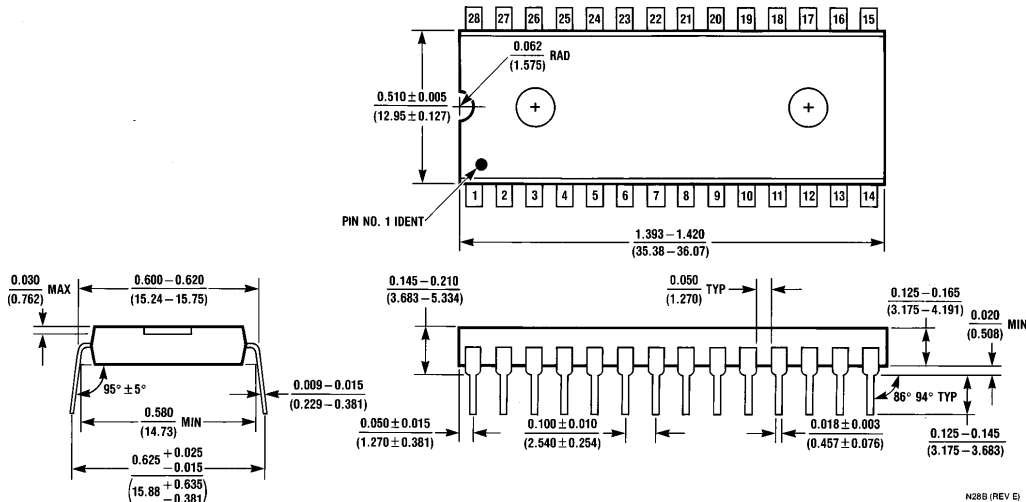 28 27 26 25 24 23 22 21 20 19 18 17 16 15
0.062
(1.575)
RAD
0.510 ± 0.005
(12.95 ± 0.127)
PIN NO. 1 IDENT
1 2 3 4 5 6 7 8 9 10 11 12 13 14
1.393 – 1.420
(35.38 – 36.07)
0.030
(0.762)
MAX
0.600 – 0.620
(15.24 – 15.75)
95° ± 5°
0.580
(14.73)
MIN
0.009 – 0.015
(0.229 – 0.381)
0.625 +0.025
-0.015
(15.88 +0.635
-0.381)
0.145 – 0.210
(3.683 – 5.334)
0.050
(1.270)
TYP
0.125 – 0.165
(3.175 – 4.191)
0.020
(0.508)
MIN
86° 94° TYP
0.050 ± 0.015
(1.270 ± 0.381)
0.100 ± 0.010
(2.540 ± 0.254)
0.018 ± 0.003
(0.457 ± 0.076)
0.125 – 0.145
(3.175 – 3.683)
N28B (REV E)